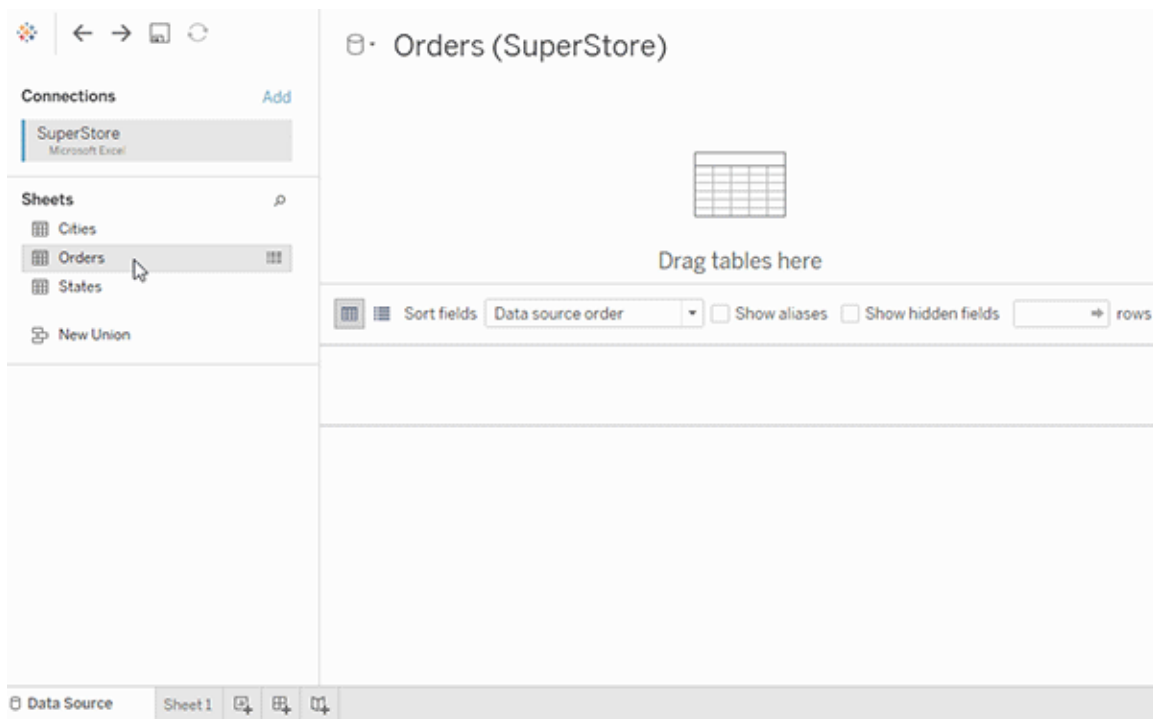 Orders (SuperStore)
Connections
Add
SuperStore
Microsoft Excel
Sheets
Cities
Orders
States
New Union
Drag tables here
Sort fields Data source order Show aliases Show hidden fields rows
Data Source Sheet 1